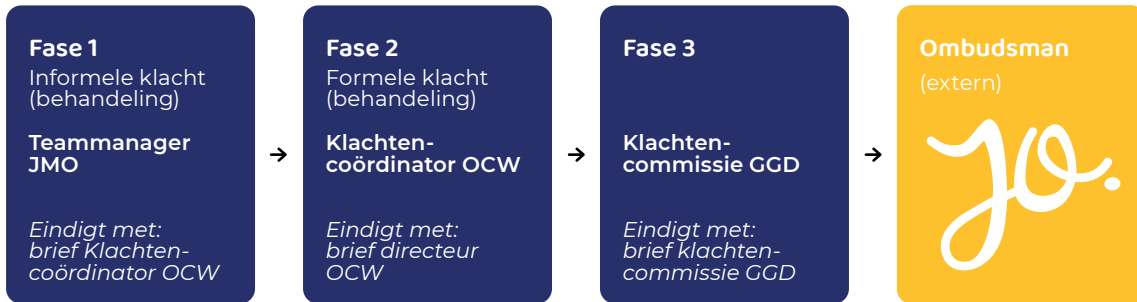 Fase 1
Informele klacht
(behandeling)
Teammanager
JMO
Eindigt met:
brief Klachten-
coördinator OCW
→
Fase 2
Formele klacht
(behandeling)
Klachten-
coördinator OCW
Eindigt met:
brief directeur
OCW
→
Fase 3
Klachten-
commissie GGD
Eindigt met:
brief klachten-
commissie GGD
→
Ombudsman
(extern)
jo.